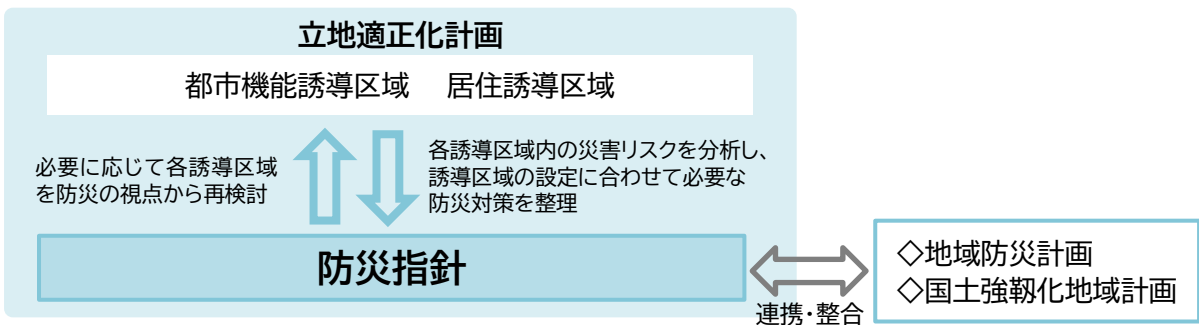 立地適正化計画
都市機能誘導区域　居住誘導区域
必要に応じて各誘導区域
を防災の視点から再検討
各誘導区域内の災害リスクを分析し、
誘導区域の設定に合わせて必要な
防災対策を整理
防災指針
連携・整合
◇地域防災計画
◇国土強靱化地域計画